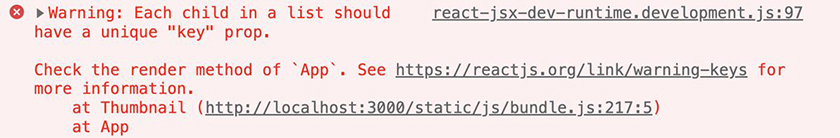 Warning: Each child in a list should react-jsx-dev-runtime.development.js:97
have a unique "key" prop.
Check the render method of `App`. See https://reactjs.org/link/warning-keys for
more information.
at Thumbnail (http://localhost:3000/static/js/bundle.js:217:5)
at App